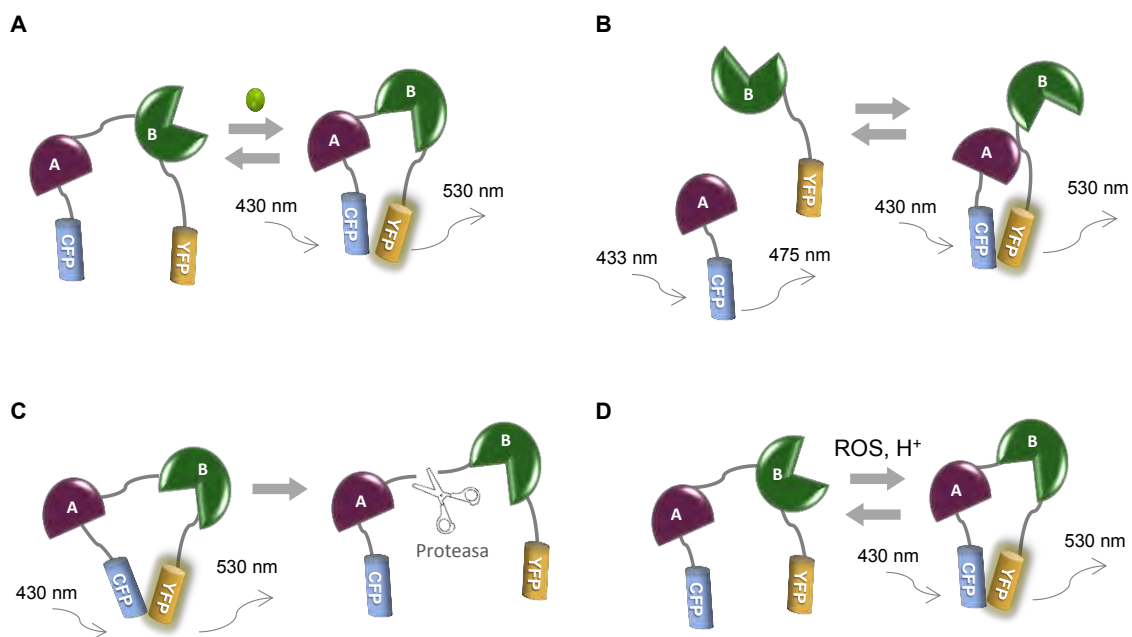 A
A
B
CFP
YFP
430 nm
A
B
CFP
YFP
530 nm
B
B
A
YFP
433 nm
CFP
475 nm
B
A
430 nm
CFP
YFP
530 nm
C
A
B
430 nm
CFP
YFP
530 nm
A
B
Proteasa
CFP
YFP
D
A
B
CFP
YFP
ROS, H⁺
430 nm
A
B
CFP
YFP
530 nm